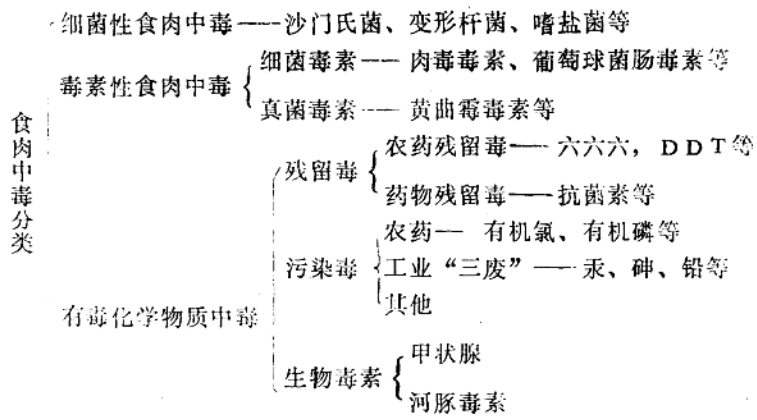 食肉中毒分类
细菌性食肉中毒——沙门氏菌、变形杆菌、嗜盐菌等
毒素性食肉中毒
细菌毒素——肉毒毒素、葡萄球菌肠毒素等
真菌毒素——黄曲霉毒素等
有毒化学物质中毒
残留毒
农药残留毒——六六六，DDT等
药物残留毒——抗菌素等
污染毒
农药—有机氯、有机磷等
工业“三废”——汞、砷、铅等
其他
生物毒素
甲状腺
河豚毒素